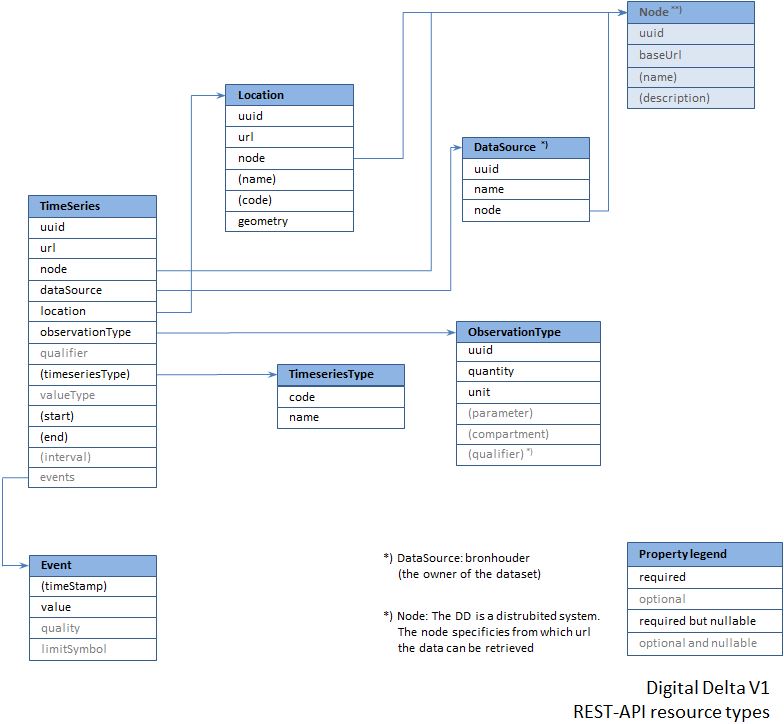 Node **)
uuid
baseUrl
(name)
(description)
Location
uuid
url
node
(name)
(code)
geometry
DataSource *)
uuid
name
node
TimeSeries
uuid
url
node
dataSource
location
observationType
qualifier
(timeseriesType)
valueType
(start)
(end)
(interval)
events
ObservationType
uuid
quantity
unit
(parameter)
(compartment)
(qualifier) *)
TimeseriesType
code
name
Event
(timeStamp)
value
quality
limitSymbol
*) DataSource: bronhouder
(the owner of the dataset)
*) Node: The DD is a distrubited system.
The node specificies from which url
the data can be retrieved
Property legend
required
optional
required but nullable
optional and nullable
Digital Delta V1
REST-API resource types